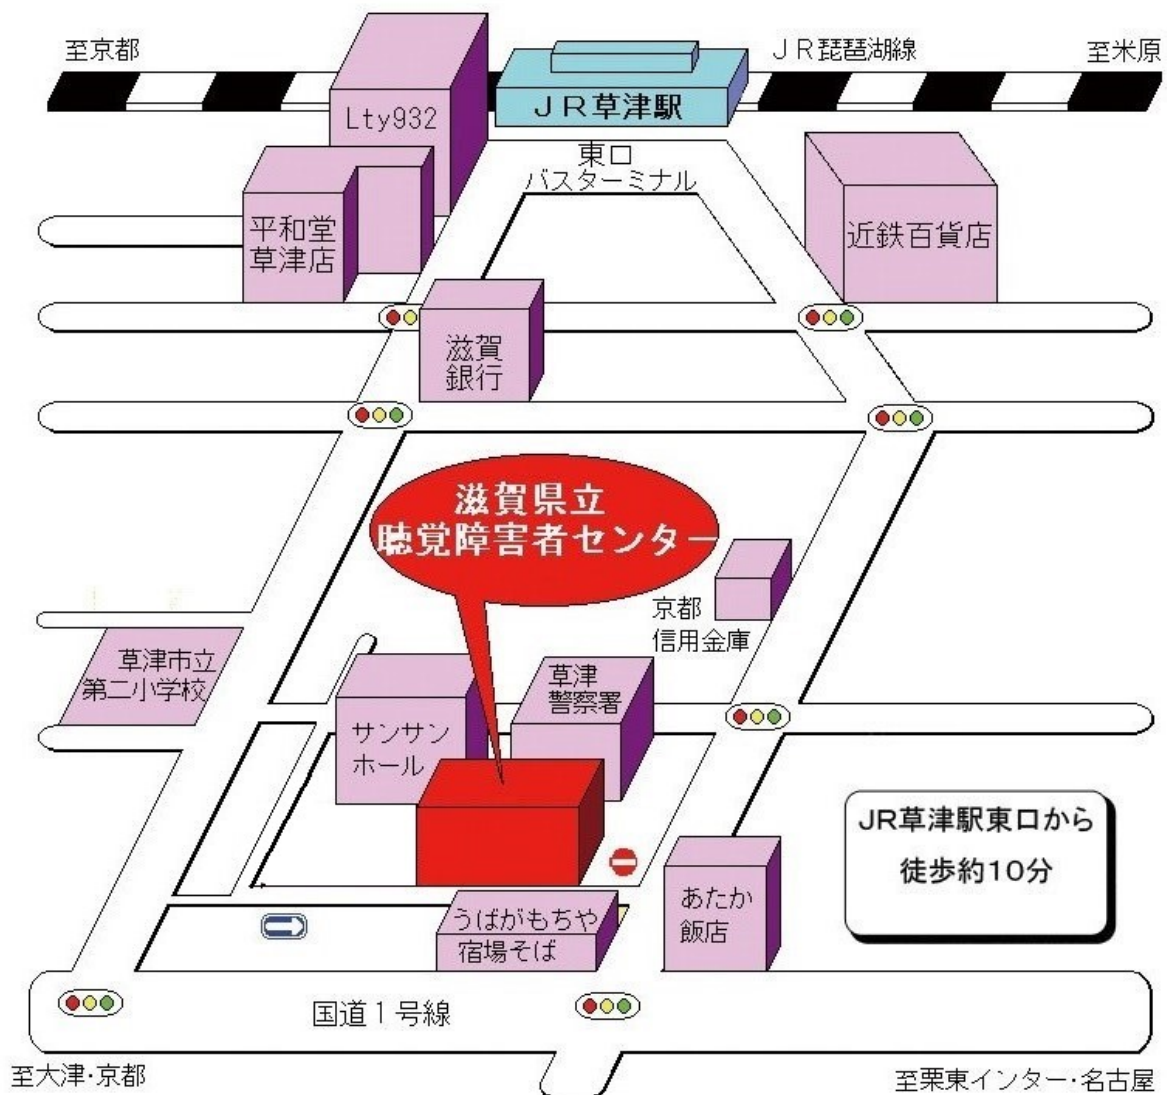 至京都
JR琵琶湖線
至米原
Lty932
JR草津駅
東口
バスターミナル
平和堂
草津店
近鉄百貨店
滋賀
銀行
滋賀県立
聴覚障害者センター
京都
信用金庫
草津市立
第二小学校
草津
警察署
サンサン
ホール
JR草津駅東口から
徒歩約10分
あたか
飯店
うばがもちや
宿場そば
国道1号線
至大津・京都
至栗東インター・名古屋